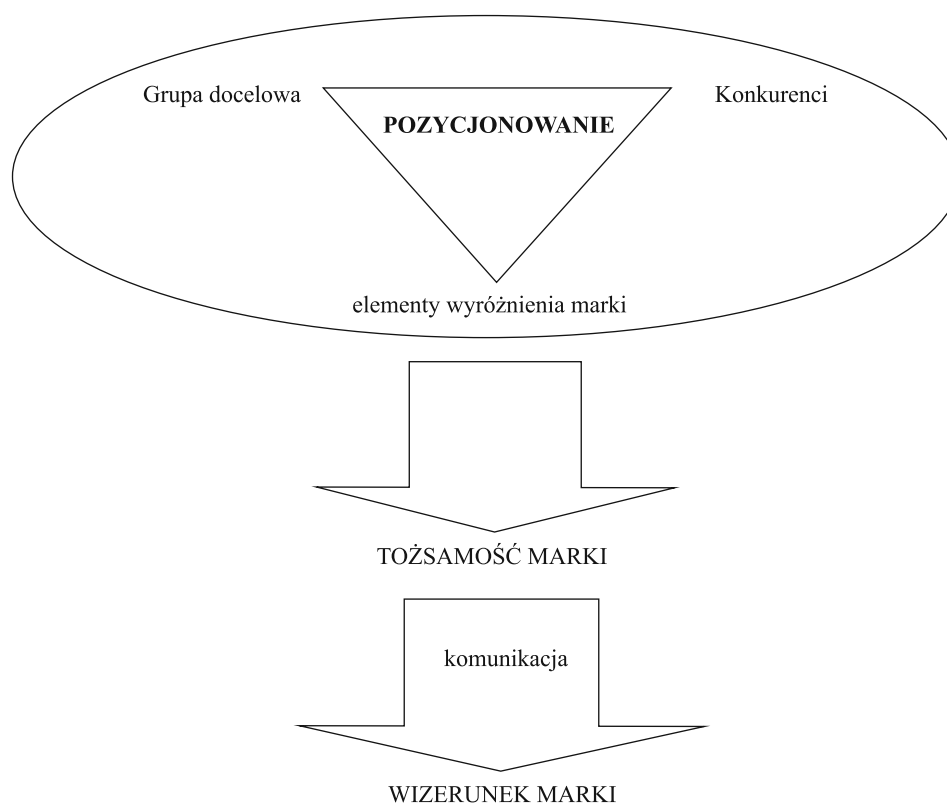 Grupa docelowa
Konkurenci
POZYCJONOWANIE
elementy wyróżnienia marki
TOŻSAMOŚĆ MARKI
komunikacja
WIZERUNEK MARKI